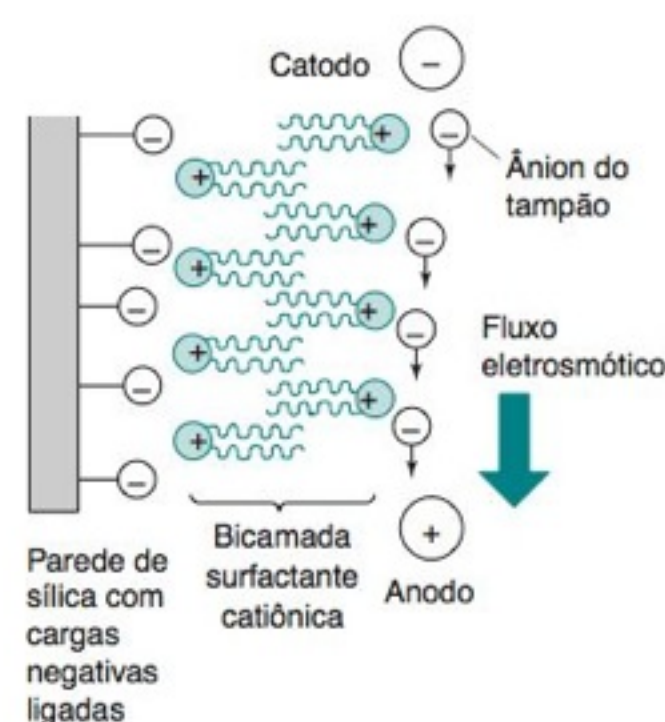 Catodo
−
−
Ânion do
tampão
Fluxo
eletrosmótico
Bicamada
surfactante
catiônica
+
Anodo
Parede de
sílica com
cargas
negativas
ligadas